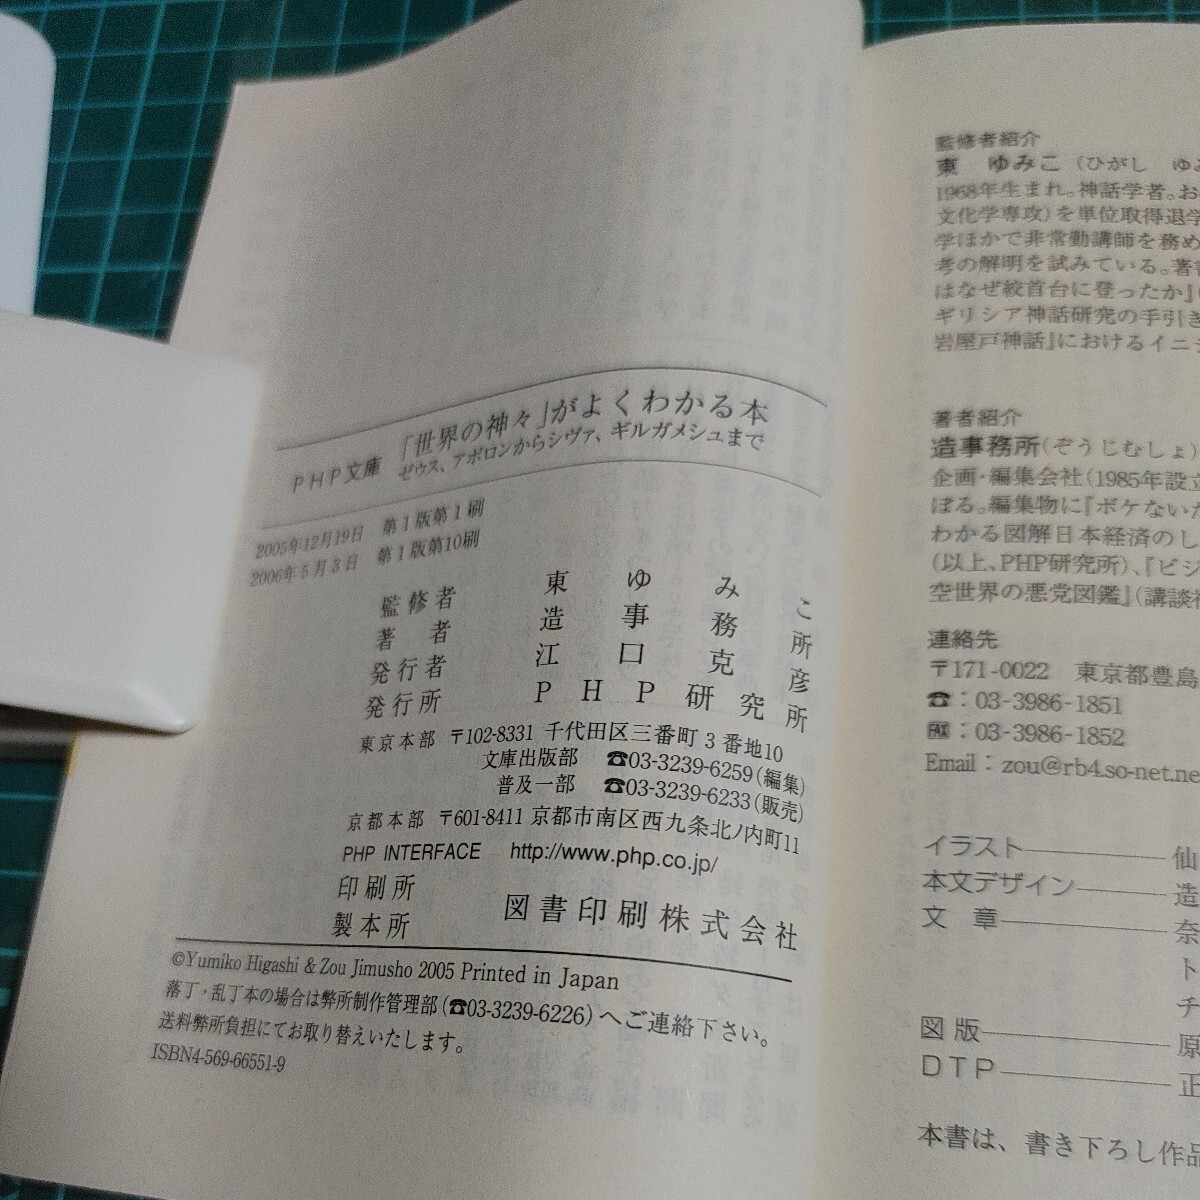 PHP文庫 「世界の神々」がよくわかる本
ゼウス、アポロンからシヴァ、ギルガメシュまで
2005年12月19日 第1版第1刷
2006年5月3日 第1版第10刷
監修者 東ゆみこ
著者 造事務所
発行者 江口克彦
発行所 PHP研究所
東京本部 〒102-8331 千代田区三番町3番地10
文庫出版部 ☎03-3239-6259(編集)
普及一部 ☎03-3239-6233(販売)
京都本部 〒601-8411 京都市南区西九条北ノ内町11
PHP INTERFACE http://www.php.co.jp/
印刷所
製本所 図書印刷株式会社
©Yumiko Higashi & Zou Jimusho 2005 Printed in Japan
落丁・乱丁本の場合は弊所制作管理部(☎03-3239-6226)へご連絡下さい。
送料弊所負担にてお取り替えいたします。
ISBN4-569-66551-9
監修者紹介
東 ゆみこ(ひがし ゆみ
1968年生まれ。神話学者。お
文化学専攻)を単位取得退学
学ほかで非常勤講師を務め
考の解明を試みている。著書
はなぜ絞首台に登ったか』(
ギリシア神話研究の手引き
岩屋戸神話』におけるイニシ
著者紹介
造事務所(ぞうじむしょ)
企画・編集会社(1985年設立
ぼる。編集物に『ボケないた
わかる図解日本経済のし
(以上、PHP研究所)、『ビジ
空世界の悪党図鑑』(講談社
連絡先
〒171-0022 東京都豊島
☎：03-3986-1851
FAX：03-3986-1852
Email：zou@rb4.so-net.ne
イラスト 仙
本文デザイン 造
文 章 奈
ト
チ
図 版 原
DTP 正
本書は、書き下ろし作品